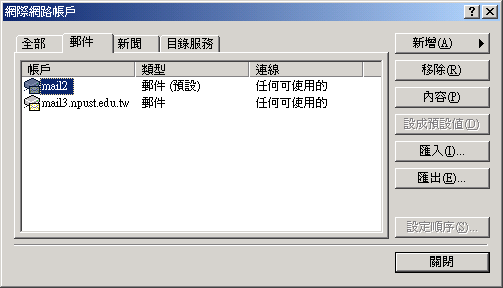 網際網路帳戶
全部 郵件 新聞 目錄服務
帳戶 類型 連線
mail2 郵件 (預設) 任何可使用的
mail3.npust.edu.tw 郵件 任何可使用的
新增(A)
移除(R)
內容(P)
設成預設值(D)
匯入(I)...
匯出(E)...
設定順序(S)...
關閉